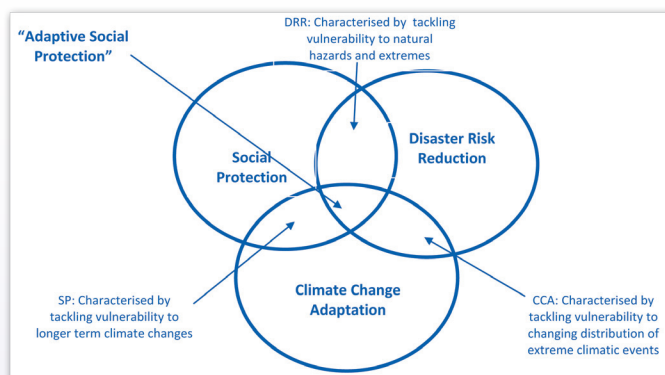 “Adaptive Social
Protection”
DRR: Characterised by tackling
vulnerability to natural
hazards and extremes
Social
Protection
Disaster Risk
Reduction
Climate Change
Adaptation
SP: Characterised by
tackling vulnerability to
longer term climate changes
CCA: Characterised by
tackling vulnerability to
changing distribution of
extreme climatic events